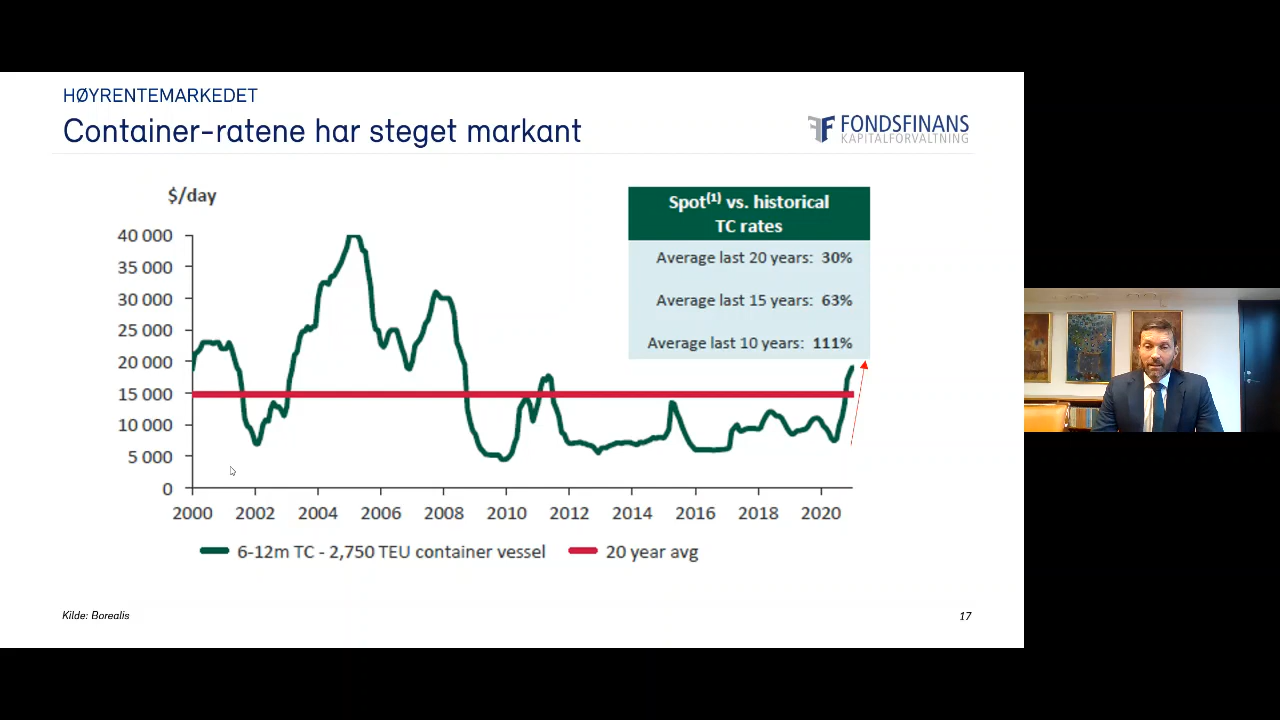 HØYRENTEMARKEDET
Container-ratene har steget markant
FONDSFINANS
KAPITALFORVALTNING
$/day
40 000
35 000
30 000
25 000
20 000
15 000
10 000
5 000
0
2000 2002 2004 2006 2008 2010 2012 2014 2016 2018 2020
Spot(1) vs. historical
TC rates
Average last 20 years: 30%
Average last 15 years: 63%
Average last 10 years: 111%
6-12m TC - 2,750 TEU container vessel
20 year avg
Kilde: Borealis
17